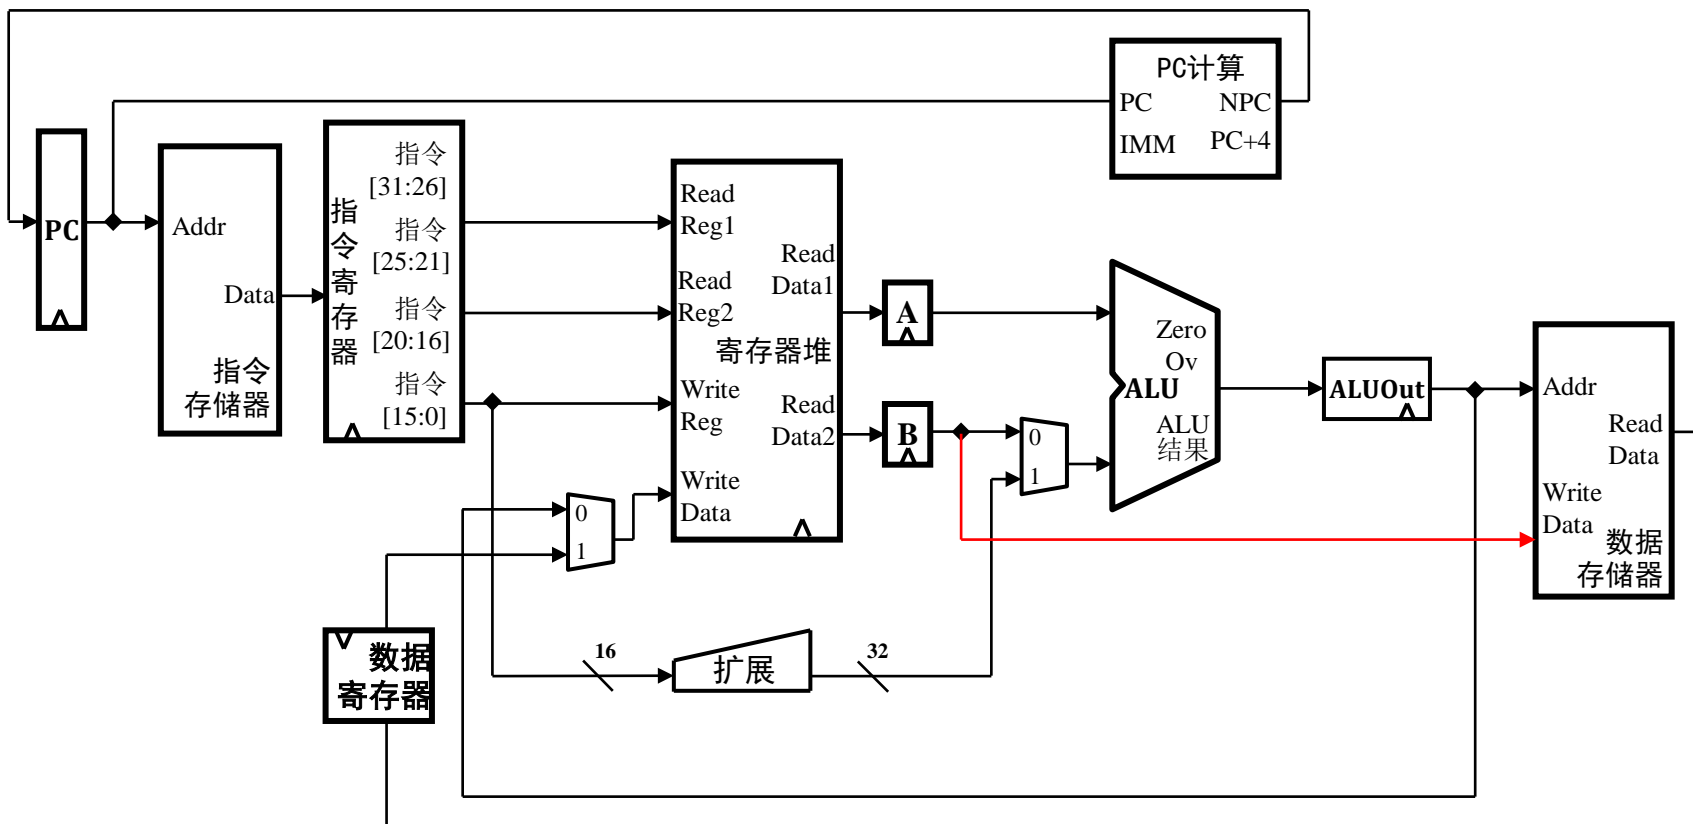 PC计算
PC
NPC
IMM
PC+4
PC
Addr
Data
指令
存储器
指
令
寄
存
器
指令
[31:26]
指令
[25:21]
指令
[20:16]
指令
[15:0]
Read
Reg1
Read
Data1
Read
Reg2
寄存器堆
Write
Reg
Read
Data2
Write
Data
A
B
0
1
Zero
Ov
ALU
ALU
结果
ALUOut
Addr
Read
Data
Write
Data
数据
存储器
0
1
数据
寄存器
16
扩展
32